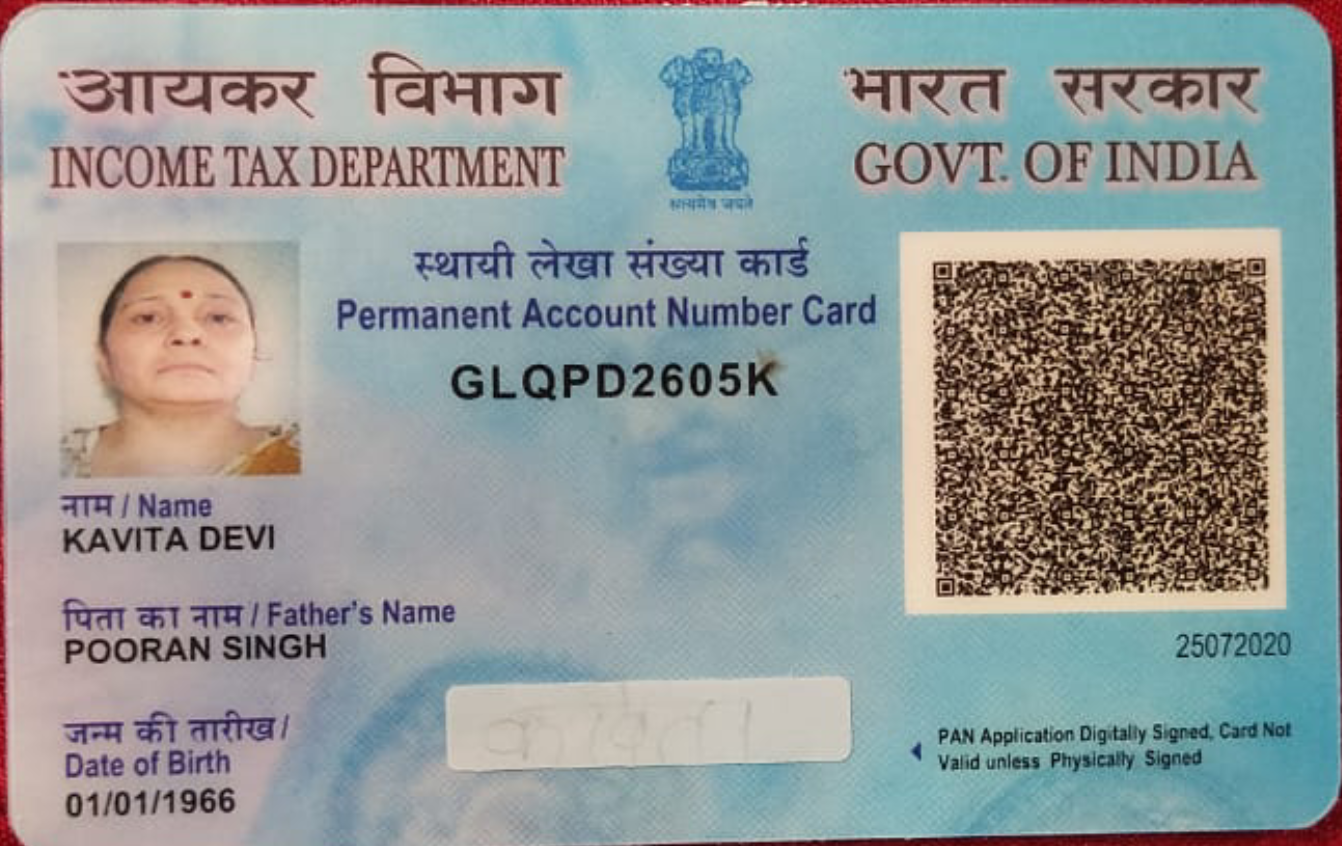 आयकर विभाग
INCOME TAX DEPARTMENT
सत्यमेव जयते
भारत सरकार
GOVT. OF INDIA
स्थायी लेखा संख्या कार्ड
Permanent Account Number Card
GLQPD2605K
नाम / Name
KAVITA DEVI
पिता का नाम / Father's Name
POORAN SINGH
जन्म की तारीख /
Date of Birth
01/01/1966
कविता
25072020
PAN Application Digitally Signed, Card Not
Valid unless Physically Signed